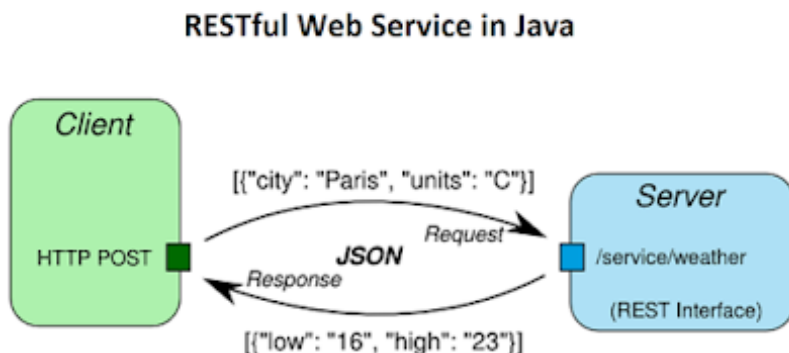 RESTful Web Service in Java
Client
HTTP POST
[{"city": "Paris", "units": "C"}]
Request
JSON
Response
[{"low": "16", "high": "23"}]
Server
/service/weather
(REST Interface)